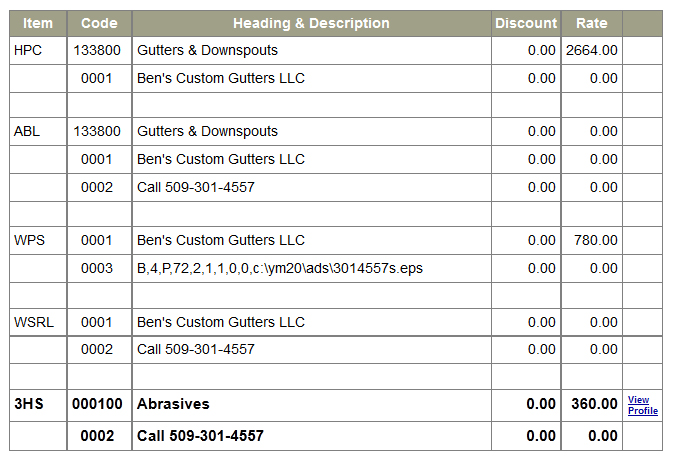 Item Code Heading & Description Discount Rate
HPC 133800 Gutters & Downspouts 0.00 2664.00
0001 Ben's Custom Gutters LLC 0.00 0.00
ABL 133800 Gutters & Downspouts 0.00 0.00
0001 Ben's Custom Gutters LLC 0.00 0.00
0002 Call 509-301-4557 0.00 0.00
WPS 0001 Ben's Custom Gutters LLC 0.00 780.00
0003 B,4,P,72,2,1,1,0,0,c:\ym20\ads\3014557s.eps 0.00 0.00
WSRL 0001 Ben's Custom Gutters LLC 0.00 0.00
0002 Call 509-301-4557 0.00 0.00
3HS 000100 Abrasives 0.00 360.00 View
Profile
0002 Call 509-301-4557 0.00 0.00